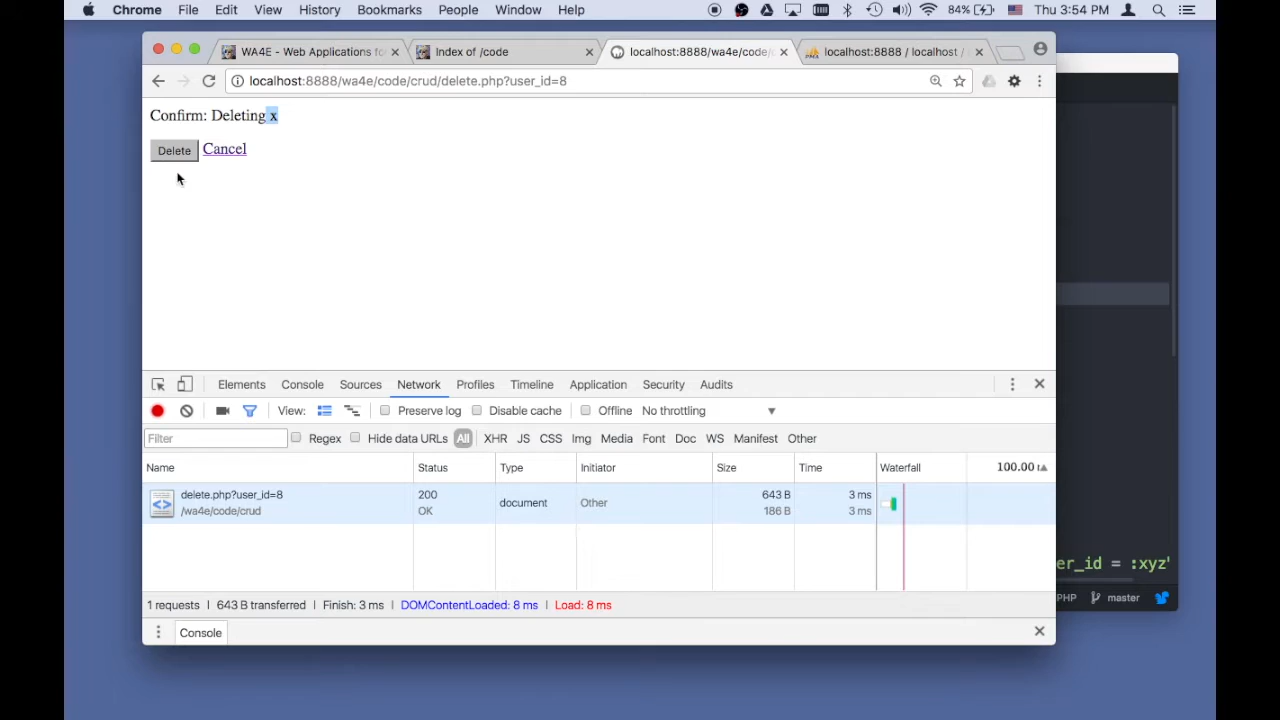 Chrome File Edit View History Bookmarks People Window Help 84% Thu 3:54 PM
WA4E - Web Applications for Index of /code localhost:8888/wa4e/code/ localhost:8888 / localhost /
localhost:8888/wa4e/code/crud/delete.php?user_id=8
Confirm: Deleting x
Delete Cancel
Elements Console Sources Network Profiles Timeline Application Security Audits
View: Preserve log Disable cache Offline No throttling
Filter Regex Hide data URLs All XHR JS CSS Img Media Font Doc WS Manifest Other
Name Status Type Initiator Size Time Waterfall 100.00
delete.php?user_id=8 200 document Other 643 B 3 ms
/wa4e/code/crud OK 186 B 3 ms
er_id = :xyz"
1 requests | 643 B transferred | Finish: 3 ms | DOMContentLoaded: 8 ms | Load: 8 ms
PHP master
Console